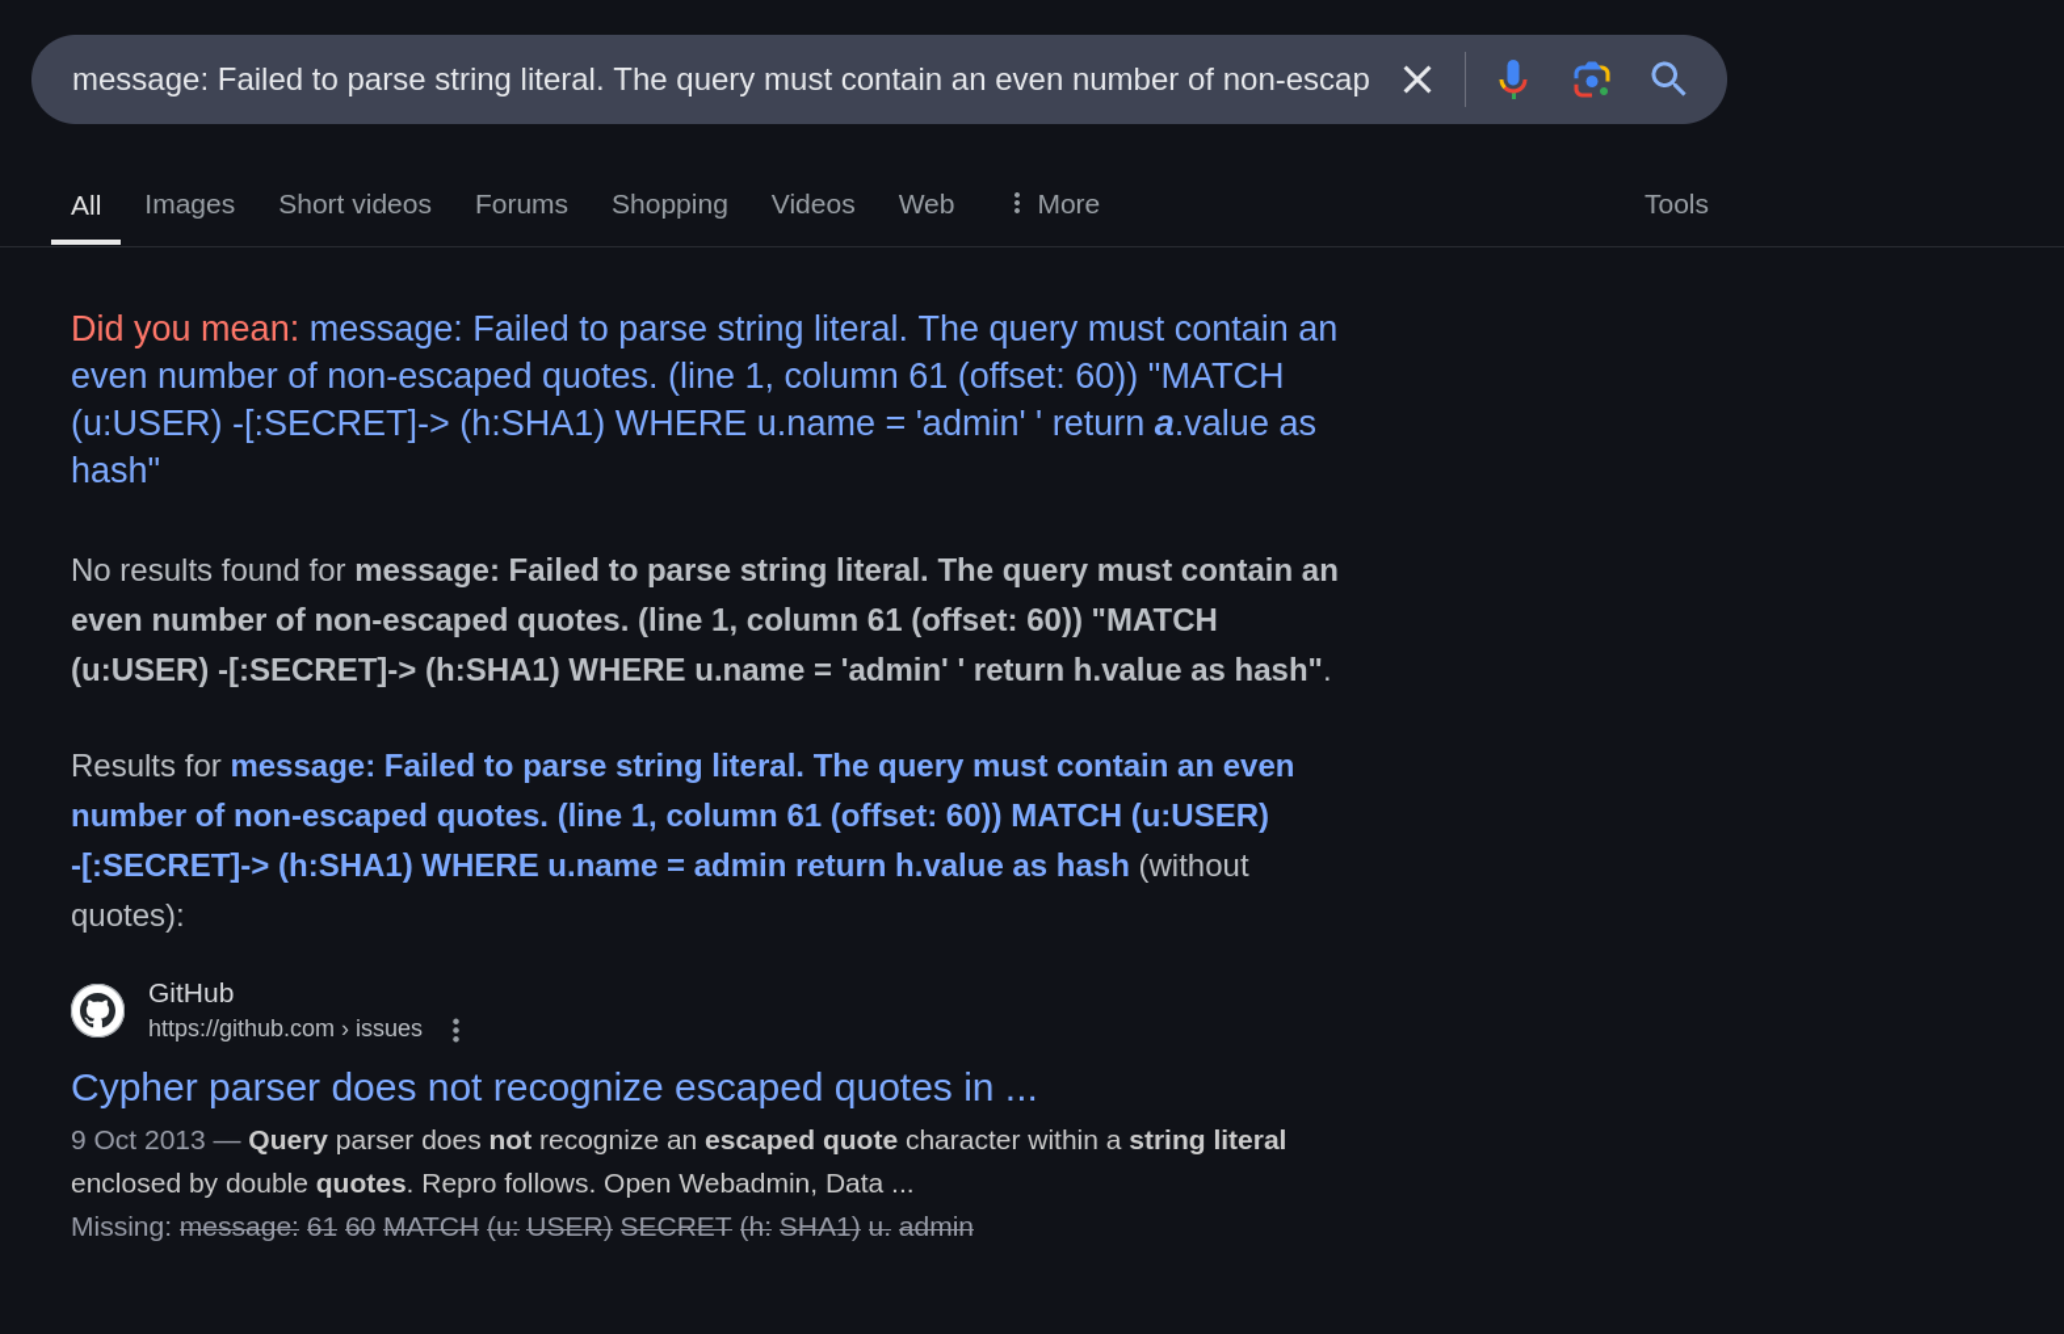 message: Failed to parse string literal. The query must contain an even number of non-escap
All Images Short videos Forums Shopping Videos Web More Tools
Did you mean: message: Failed to parse string literal. The query must contain an
even number of non-escaped quotes. (line 1, column 61 (offset: 60)) "MATCH
(u:USER) -[:SECRET]-> (h:SHA1) WHERE u.name = 'admin' ' return a.value as
hash"
No results found for message: Failed to parse string literal. The query must contain an
even number of non-escaped quotes. (line 1, column 61 (offset: 60)) "MATCH
(u:USER) -[:SECRET]-> (h:SHA1) WHERE u.name = 'admin' ' return h.value as hash".
Results for message: Failed to parse string literal. The query must contain an even
number of non-escaped quotes. (line 1, column 61 (offset: 60)) MATCH (u:USER)
-[:SECRET]-> (h:SHA1) WHERE u.name = admin return h.value as hash (without
quotes):
GitHub
https://github.com › issues
Cypher parser does not recognize escaped quotes in ...
9 Oct 2013 — Query parser does not recognize an escaped quote character within a string literal
enclosed by double quotes. Repro follows. Open Webadmin, Data ...
Missing: message: 61 60 MATCH (u: USER) SECRET (h: SHA1) u. admin